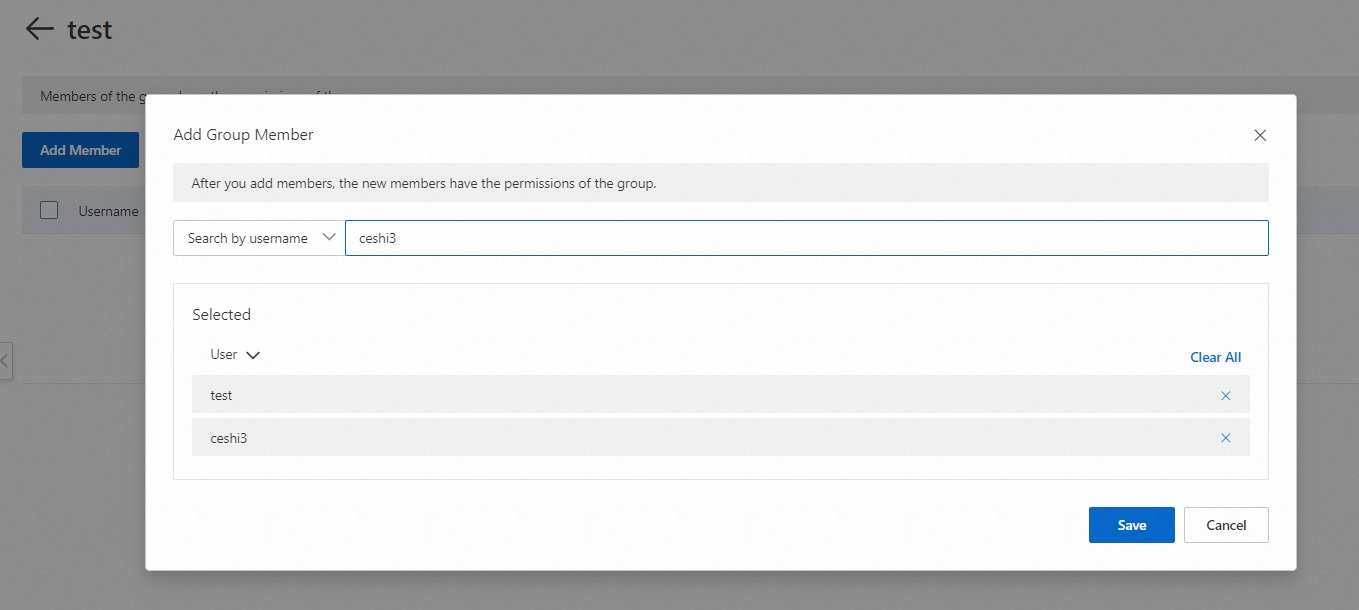 test
Members of the g
Add Group Member
Add Member
After you add members, the new members have the permissions of the group.
Username
Search by username
ceshi3
Selected
User
Clear All
test
ceshi3
Save
Cancel